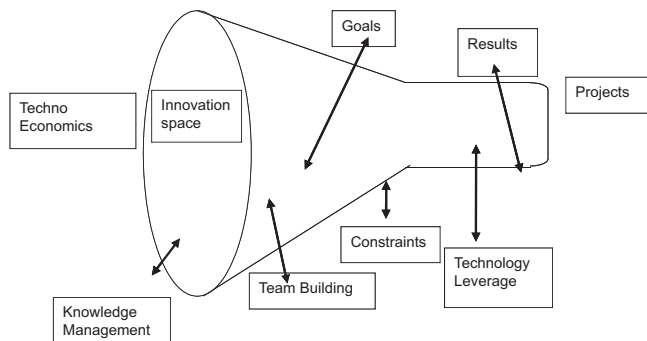 Goals
Results
Projects
Techno
Economics
Innovation
space
Constraints
Technology
Leverage
Team Building
Knowledge
Management